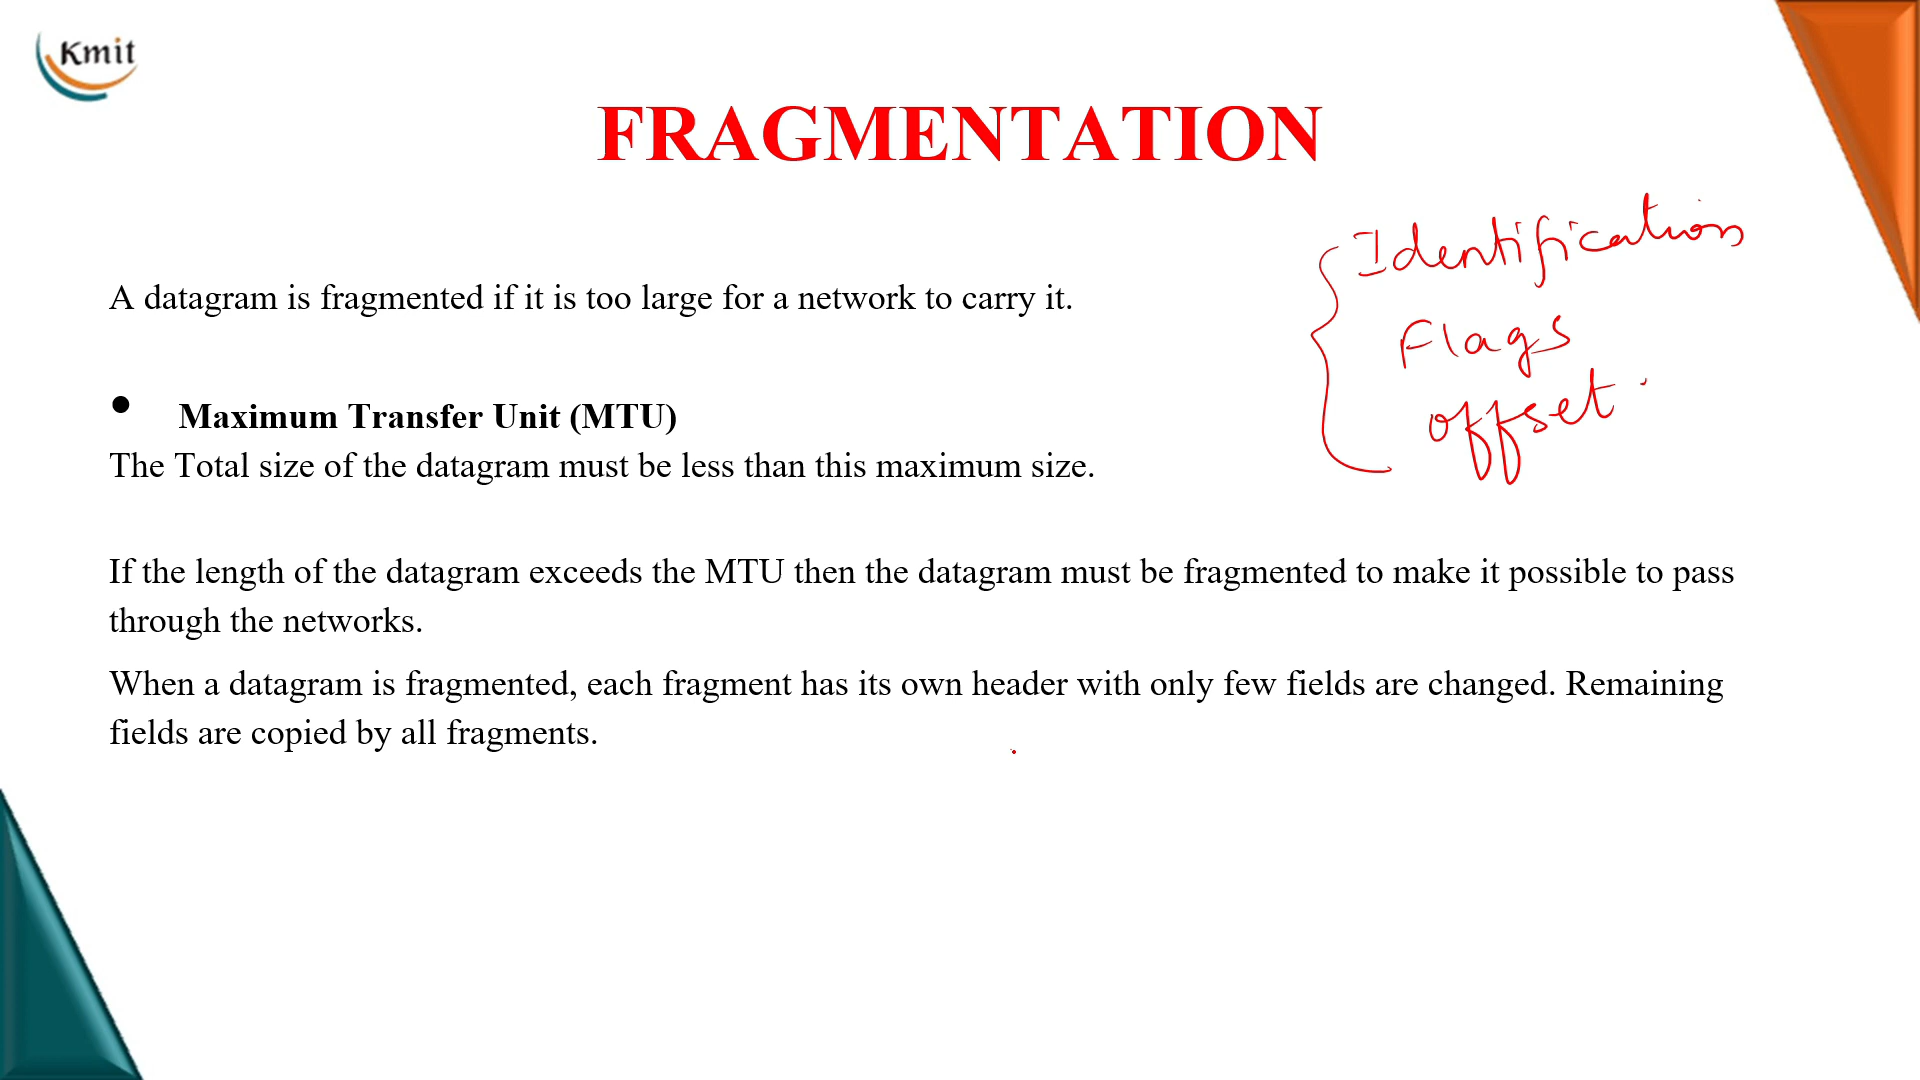 Kmit
FRAGMENTATION
Identification
A datagram is fragmented if it is too large for a network to carry it.
Flags
offset
• Maximum Transfer Unit (MTU)
The Total size of the datagram must be less than this maximum size.
If the length of the datagram exceeds the MTU then the datagram must be fragmented to make it possible to pass
through the networks.
When a datagram is fragmented, each fragment has its own header with only few fields are changed. Remaining
fields are copied by all fragments.